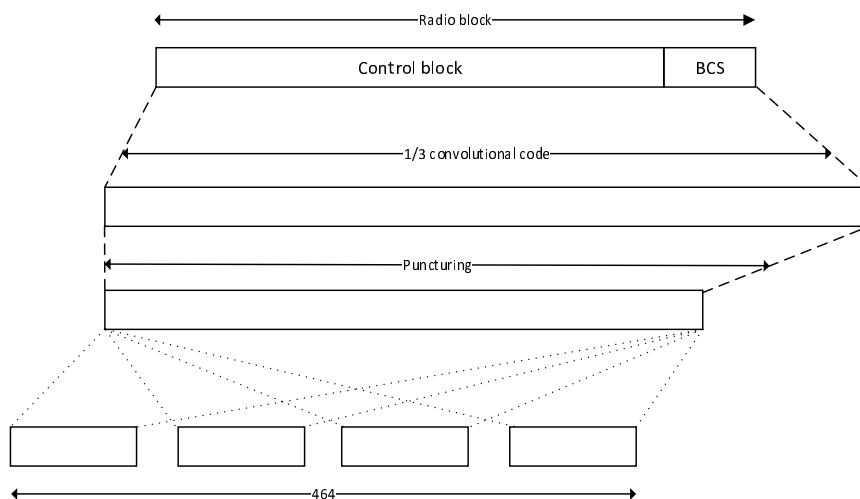 Radio block
Control block
BCS
1/3 convolutional code
Puncturing
464